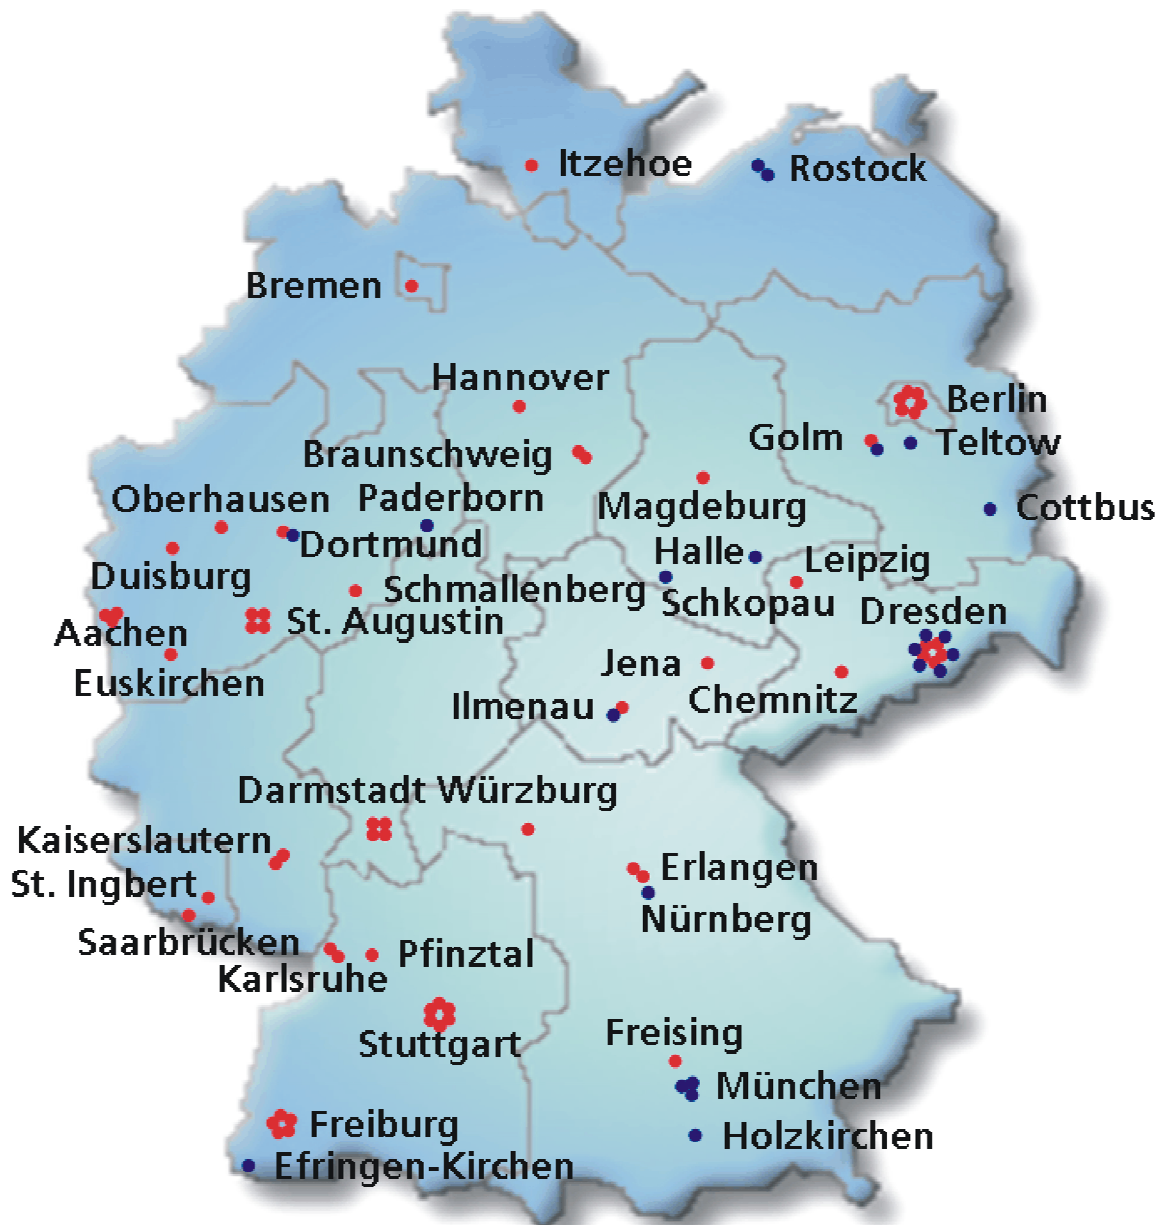 Itzehoe
Rostock
Bremen
Hannover
Berlin
Golm
Teltow
Braunschweig
Oberhausen
Paderborn
Magdeburg
Cottbus
Dortmund
Halle
Leipzig
Duisburg
Schmallenberg
Schkopau
Dresden
St. Augustin
Aachen
Jena
Euskirchen
Chemnitz
Ilmenau
Darmstadt
Würzburg
Kaiserslautern
Erlangen
St. Ingbert
Nürnberg
Saarbrücken
Pfinztal
Karlsruhe
Freising
Stuttgart
München
Freiburg
Holzkirchen
Efringen-Kirchen